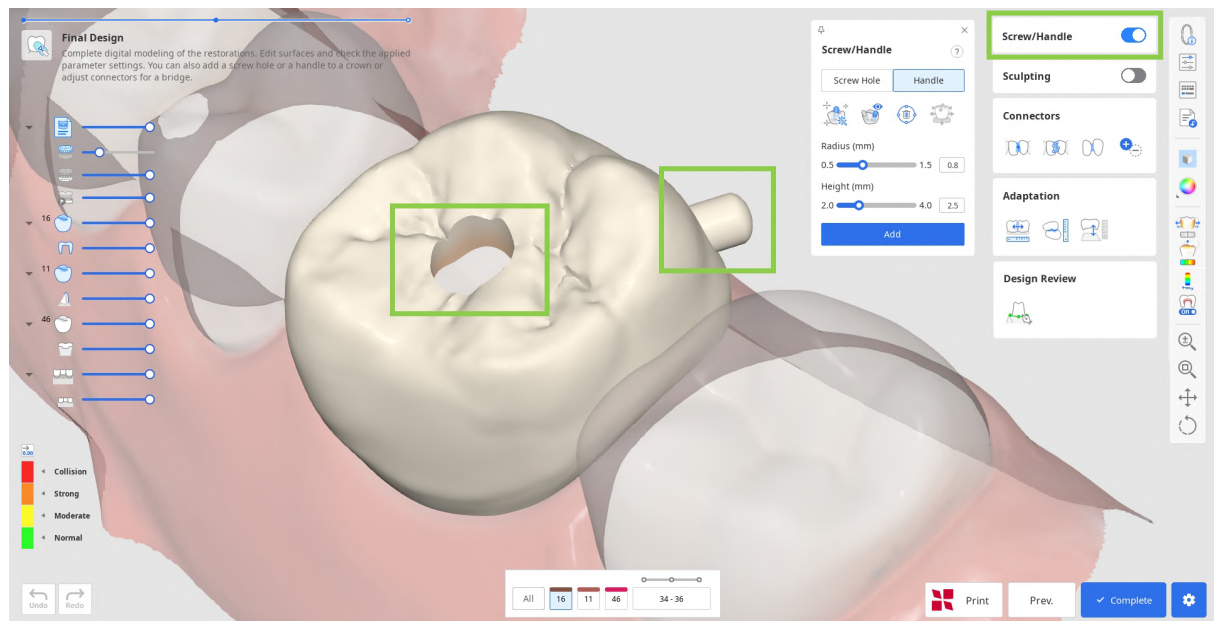 Final Design
Complete digital modeling of the restorations. Edit surfaces and check the applied
parameter settings. You can also add a screw hole or a handle to a crown or
adjust connectors for a bridge.
16
11
46
0.00
Collision
Strong
Moderate
Normal
Undo
Redo
All
16
11
46
34 - 36
Screw/Handle
?
Screw Hole
Handle
Radius (mm)
0.5
1.5
0.8
Height (mm)
2.0
4.0
2.5
Add
Screw/Handle
Sculpting
Connectors
Adaptation
Design Review
ON
Print
Prev.
Complete